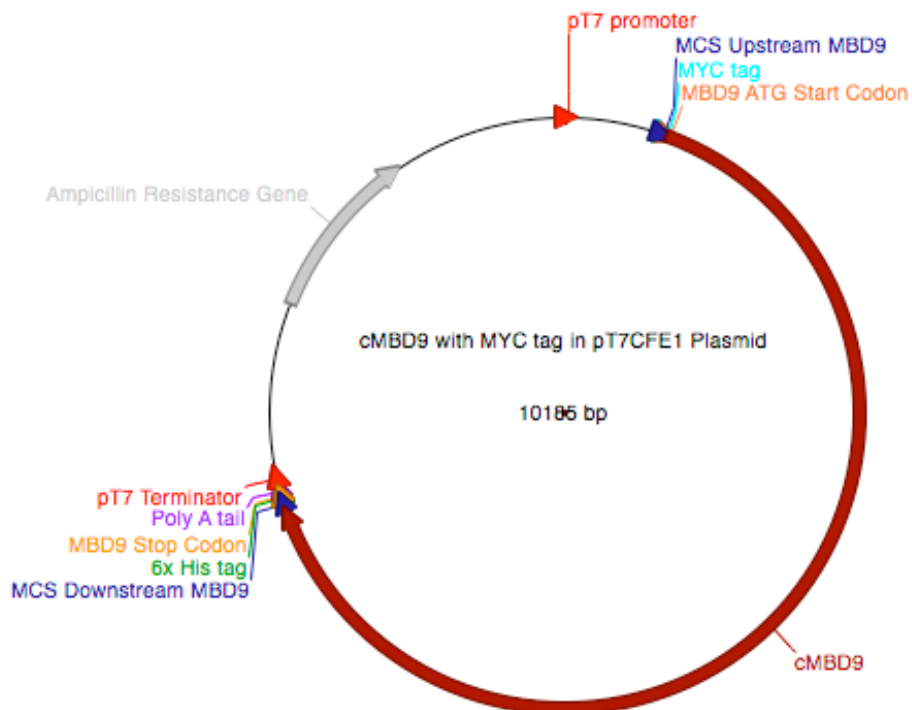 pT7 promoter
MCS Upstream MBD9
MYC tag
MBD9 ATG Start Codon
Ampicillin Resistance Gene
cMBD9 with MYC tag in pT7CFE1 Plasmid
10185 bp
pT7 Terminator
Poly A tail
MBD9 Stop Codon
6x His tag
MCS Downstream MBD9
cMBD9